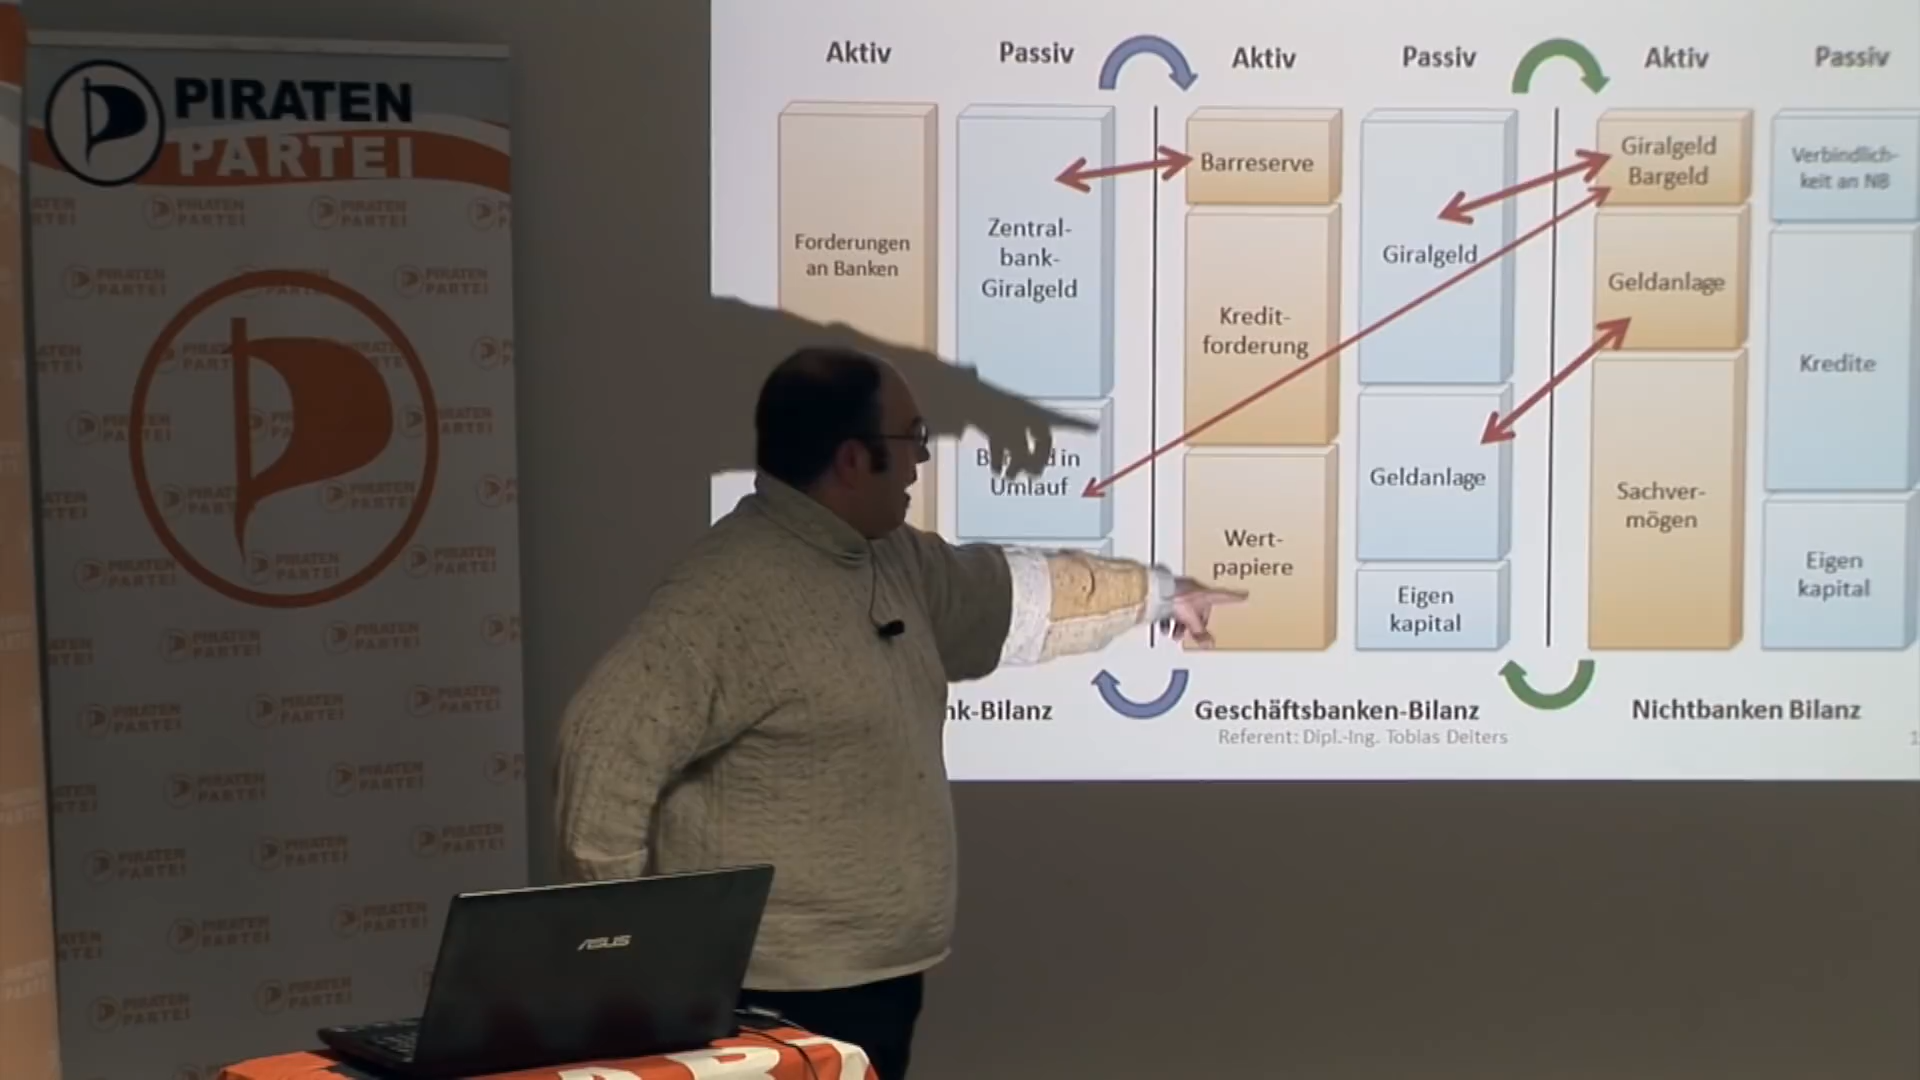 PIRATEN
PARTEI
Aktiv
Passiv
Aktiv
Passiv
Aktiv
Passiv
Forderungen
an Banken
Zentral-
bank-
Giralgeld
Umlauf
Barreserve
Kredit-
forderung
Wert-
papiere
Giralgeld
Geldanlage
Eigen
kapital
Giralgeld
Bargeld
Geldanlage
Sachver-
mögen
Verbindlich-
keit an NB
Kredite
Eigen
kapital
nk-Bilanz
Geschäftsbanken-Bilanz
Nichtbanken Bilanz
Referent: Dipl.-Ing. Tobias Deiters
ASUS